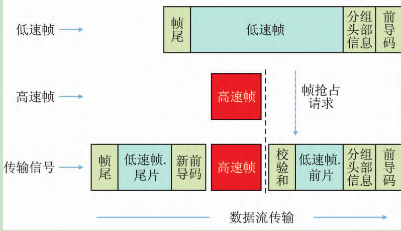 低速帧
帧尾
低速帧
分组头部信息
前导码
高速帧
高速帧
帧抢占
请求
传输信号
帧尾
低速帧.
尾片
新前导码
高速帧
校验和
低速帧.
前片
分组头部信息
前导码
数据流传输